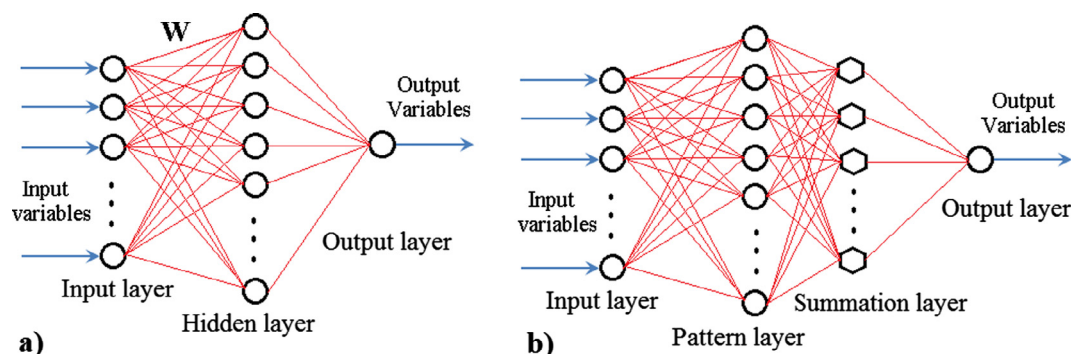 W
Output
Variables
Input
variables
Output layer
Input layer
Hidden layer
a)
Output
Variables
Input
variables
Output layer
Input layer
Summation layer
Pattern layer
b)